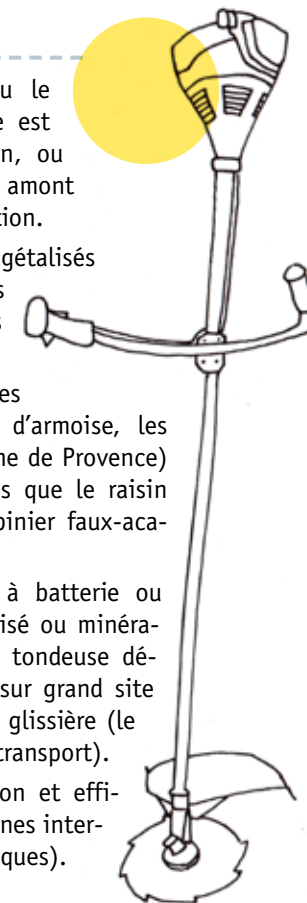 u le
e est
n, ou
amont
tion.
gétalisés
s
s
es
d'armoise, les
ne de Provence)
s que le raisin
pinier faux-aca-
à batterie ou
isé ou minéra-
tondeuse dé-
sur grand site
glissière (le
transport).
on et effi-
nes inter-
ques).